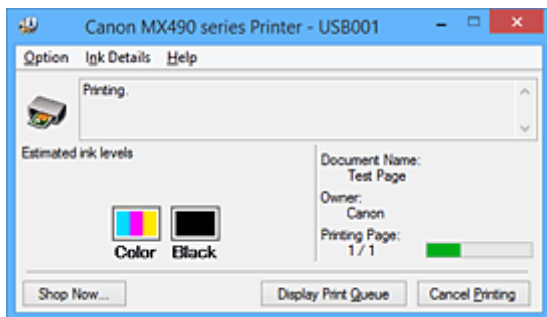 Canon MX490 series Printer - USB001
Option Ink Details Help
Printing.
Estimated ink levels
Color Black
Document Name:
Test Page
Owner:
Canon
Printing Page:
1 / 1
Shop Now... Display Print Queue Cancel Printing